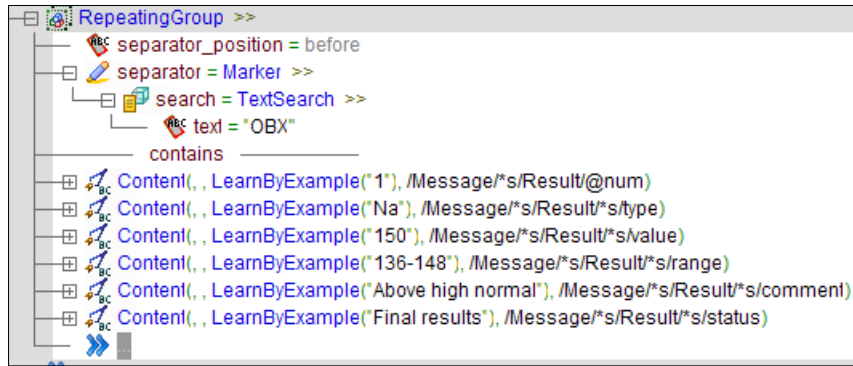 RepeatingGroup >>
separator_position = before
separator = Marker >>
search = TextSearch >>
text = "OBX"
contains
Content(, , LearnByExample("1"), /Message/*s/Result/@num)
Content(, , LearnByExample("Na"), /Message/*s/Result/*s/type)
Content(, , LearnByExample("150"), /Message/*s/Result/*s/value)
Content(, , LearnByExample("136-148"), /Message/*s/Result/*s/range)
Content(, , LearnByExample("Above high normal"), /Message/*s/Result/*s/comment)
Content(, , LearnByExample("Final results"), /Message/*s/Result/*s/status)
...